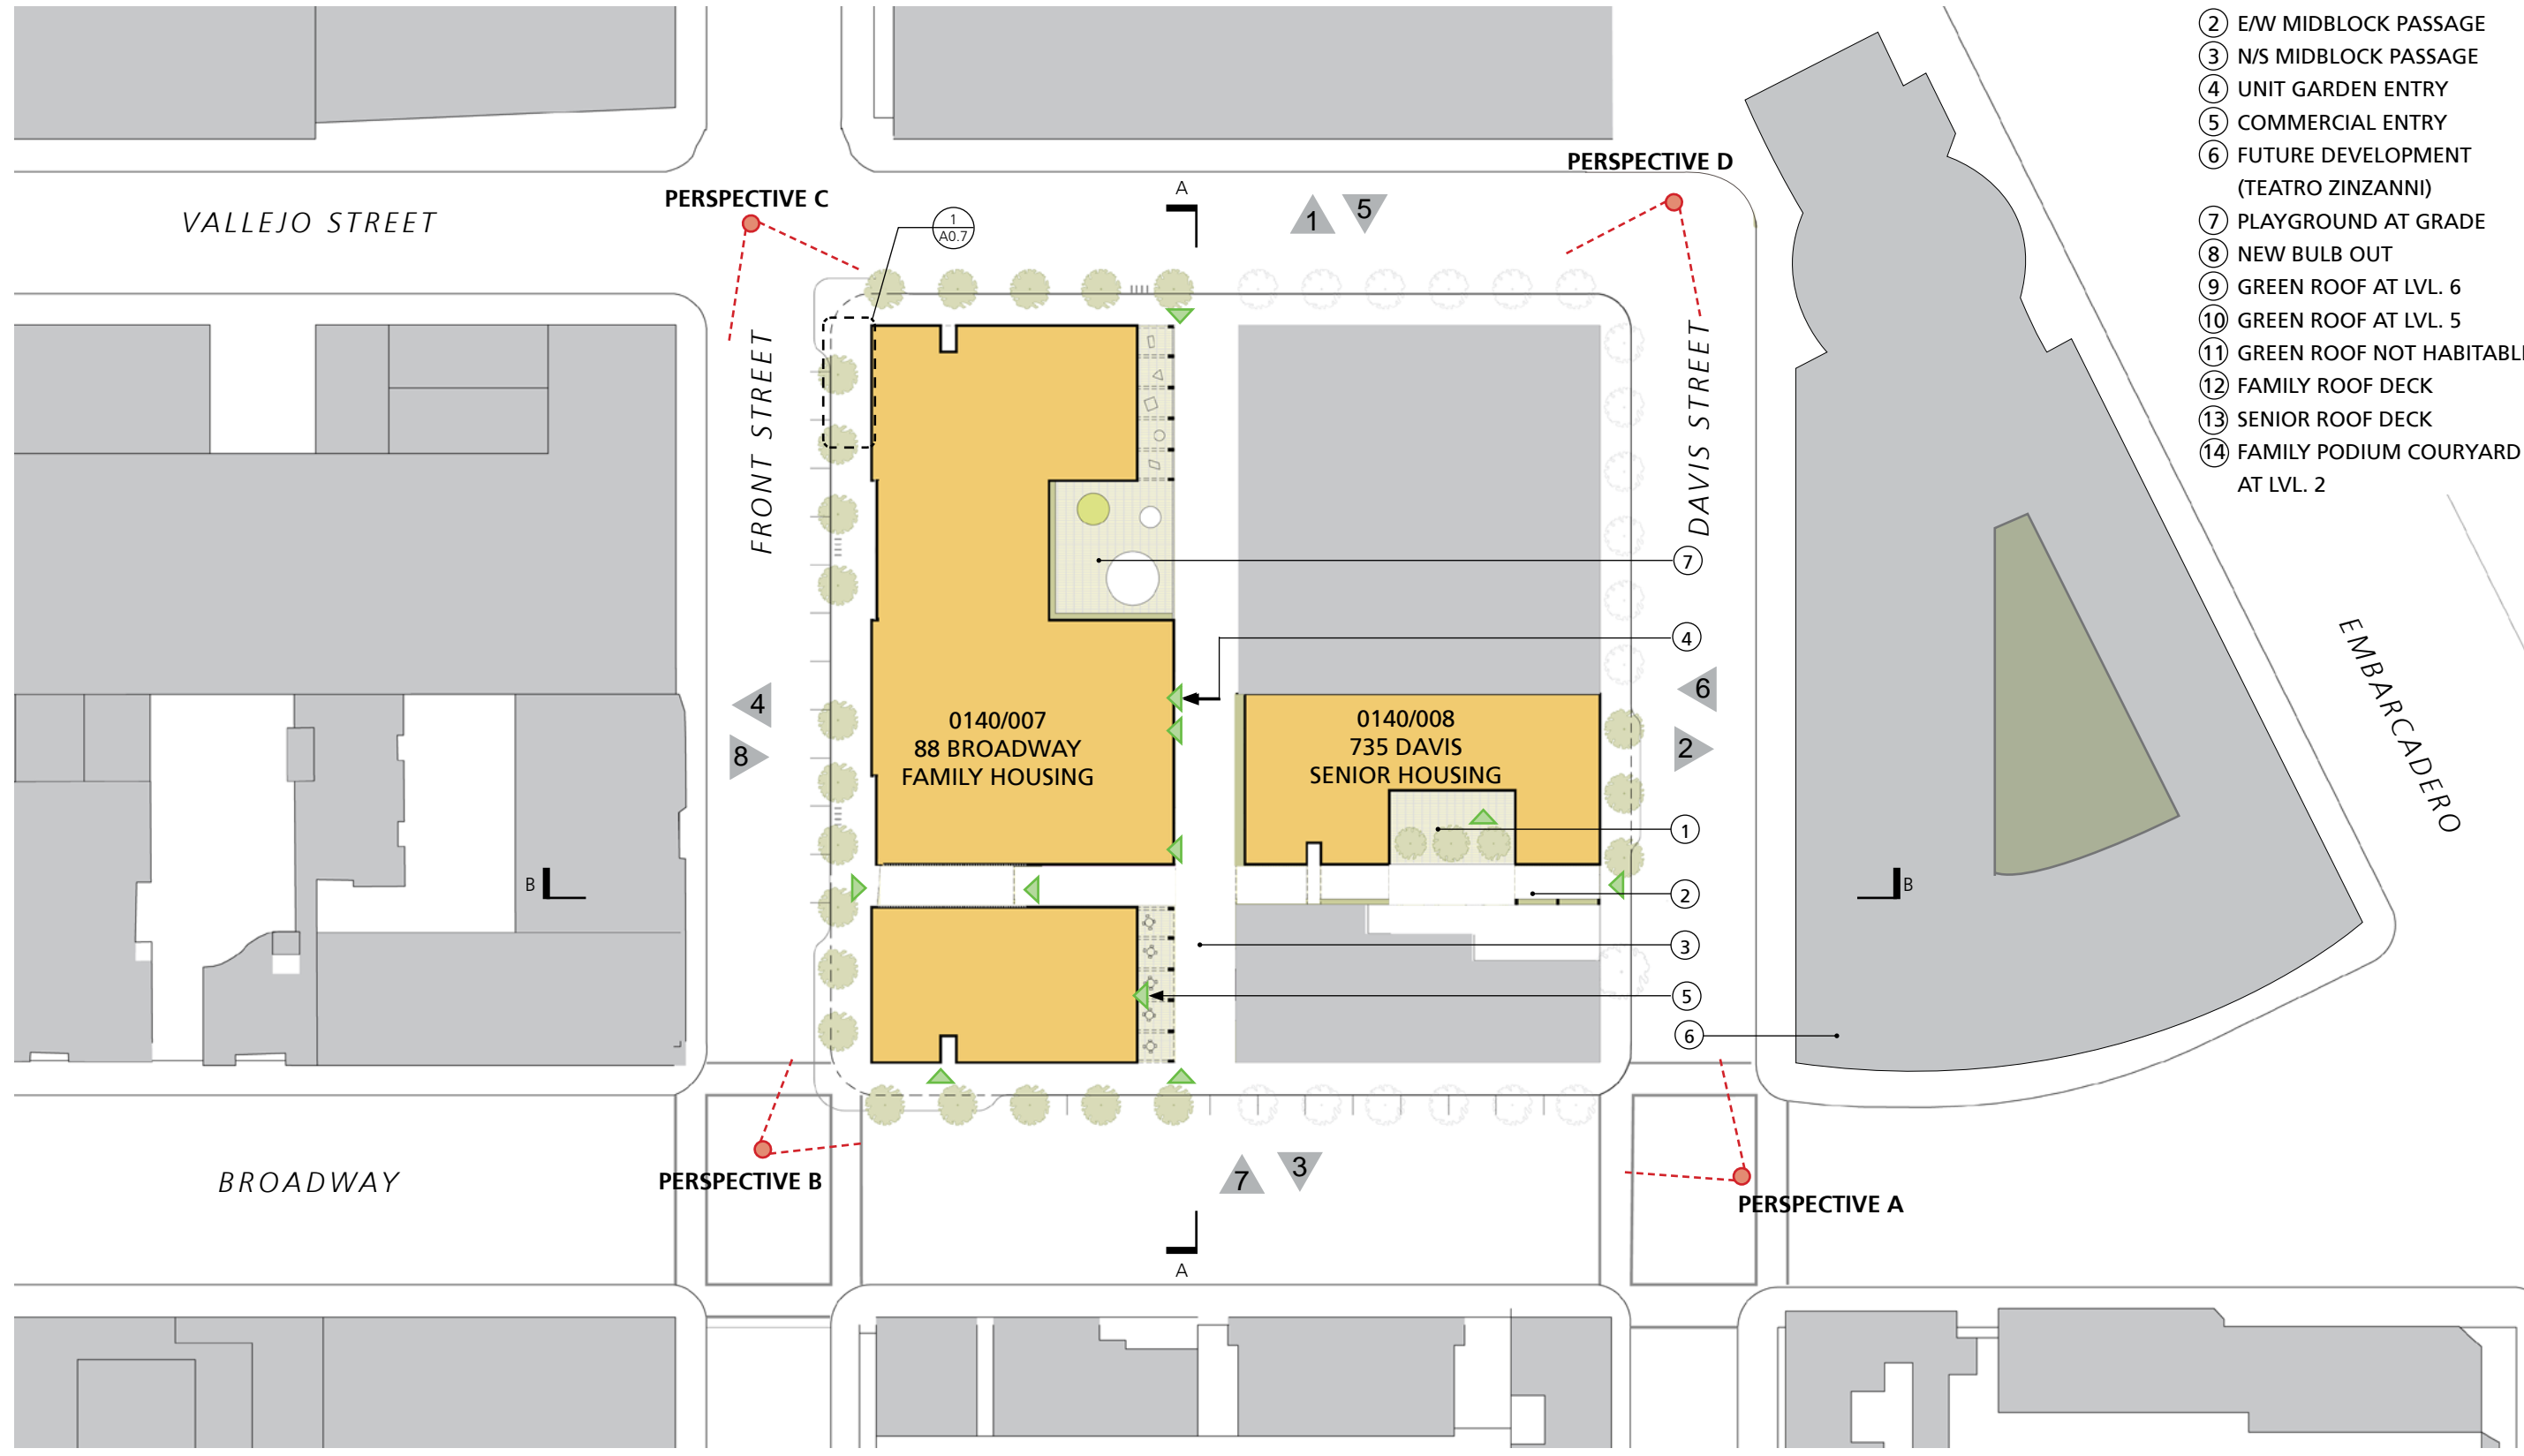 2 E/W MIDBLOCK PASSAGE
3 N/S MIDBLOCK PASSAGE
4 UNIT GARDEN ENTRY
5 COMMERCIAL ENTRY
6 FUTURE DEVELOPMENT
(TEATRO ZINZANNI)
7 PLAYGROUND AT GRADE
8 NEW BULB OUT
9 GREEN ROOF AT LVL. 6
10 GREEN ROOF AT LVL. 5
11 GREEN ROOF NOT HABITABL
12 FAMILY ROOF DECK
13 SENIOR ROOF DECK
14 FAMILY PODIUM COURYARD
AT LVL. 2
PERSPECTIVE D
PERSPECTIVE C
A
VALLEJO STREET
1
A0.7
1
5
FRONT STREET
DAVIS STREET
7
4
EMBARCADERO
4
8
6
2
0140/007
88 BROADWAY
FAMILY HOUSING
0140/008
735 DAVIS
SENIOR HOUSING
1
B
B
2
3
5
6
BROADWAY
PERSPECTIVE B
7
3
PERSPECTIVE A
A